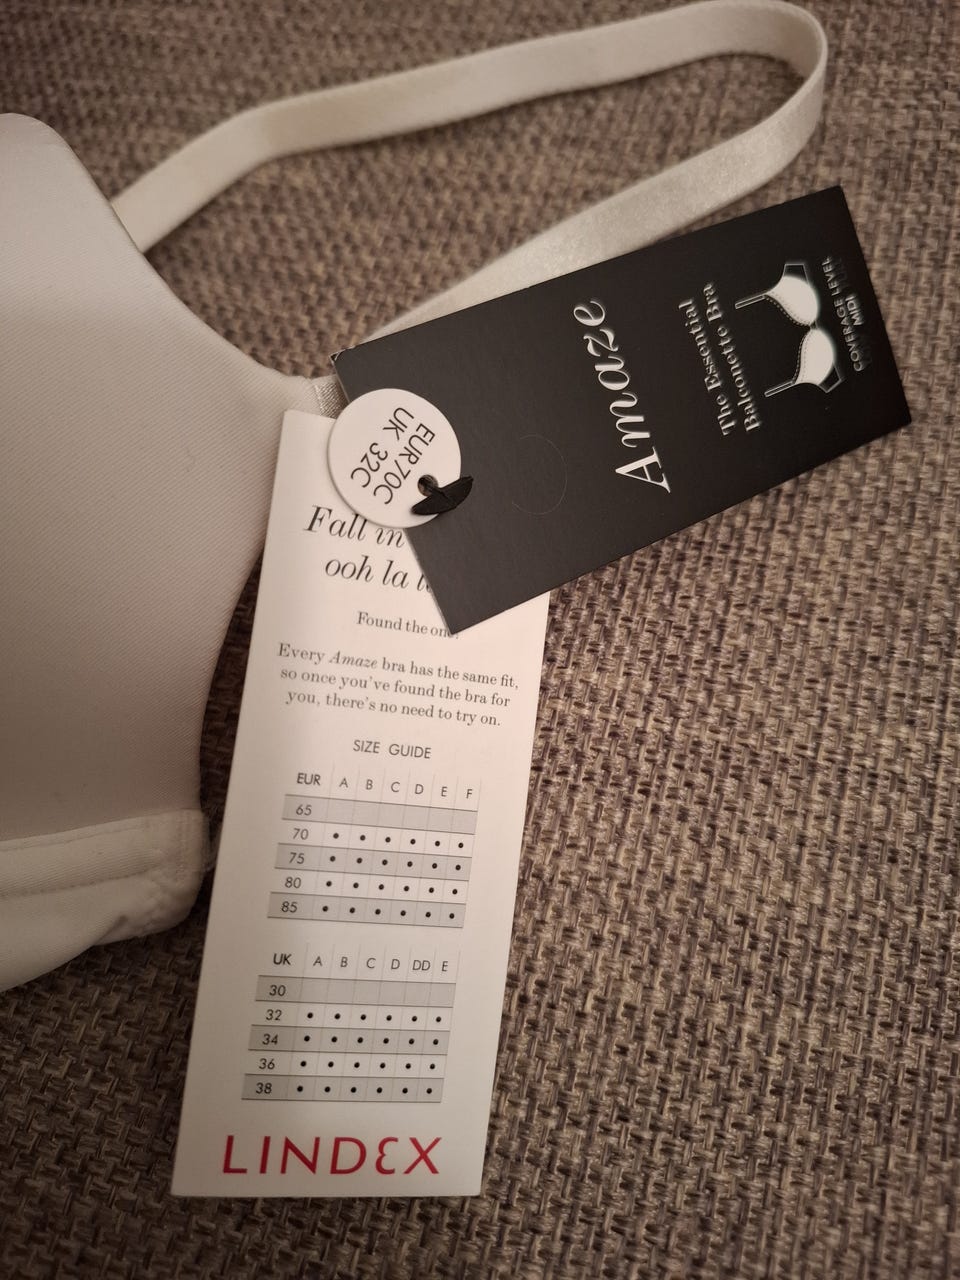 Amaze
The Essential
Balconette Bra
COVERAGE LEVEL
MIDI
EUR70C
UK 32C
Fall in
ooh la
Found the one?
Every Amaze bra has the same fit,
so once you've found the bra for
you, there's no need to try on.
SIZE GUIDE
EUR A B C D E F
65
70 • • • • • •
75 • • • • • •
80 • • • • • •
85 • • • • • •
UK A B C D DD E
30
32 • • • • • •
34 • • • • • •
36 • • • • • •
38 • • • • • •
LINDEX